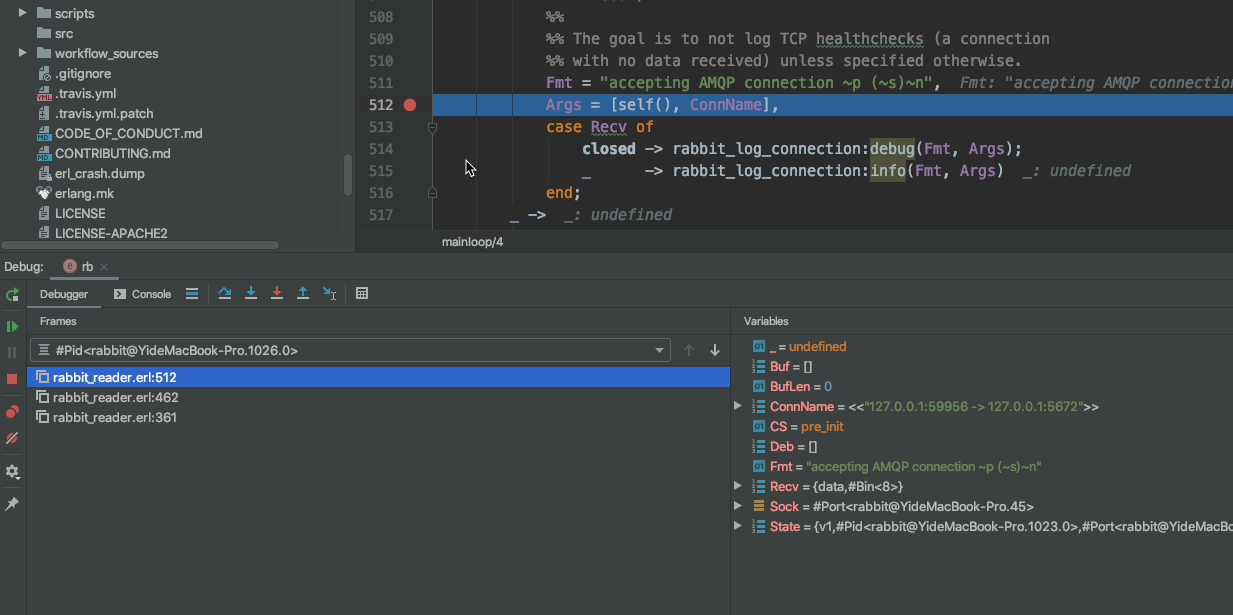 scripts
src
workflow_sources
.gitignore
.travis.yml
.travis.yml.patch
CODE_OF_CONDUCT.md
CONTRIBUTING.md
erl_crash.dump
erlang.mk
LICENSE
LICENSE-APACHE2
508 %%
509 %% The goal is to not log TCP healthchecks (a connection
510 %% with no data received) unless specified otherwise.
511 Fmt = "accepting AMQP connection ~p (~s)~n", Fmt: "accepting AMQP connection
512 Args = [self(), ConnName],
513 case Recv of
514 closed -> rabbit_log_connection:debug(Fmt, Args);
515 _ -> rabbit_log_connection:info(Fmt, Args) _: undefined
516 end;
517 _ -> _: undefined
mainloop/4
Debug: rb
Debugger Console
Frames
#Pid<rabbit@YideMacBook-Pro.1026.0>
rabbit_reader.erl:512
rabbit_reader.erl:462
rabbit_reader.erl:361
Variables
_ = undefined
Buf = []
BufLen = 0
ConnName = <<"127.0.0.1:59956 -> 127.0.0.1:5672">>
CS = pre_init
Deb = []
Fmt = "accepting AMQP connection ~p (~s)~n"
Recv = {data,#Bin<8>}
Sock = #Port<rabbit@YideMacBook-Pro.45>
State = {v1,#Pid<rabbit@YideMacBook-Pro.1023.0>,#Port<rabbit@YideMacBo